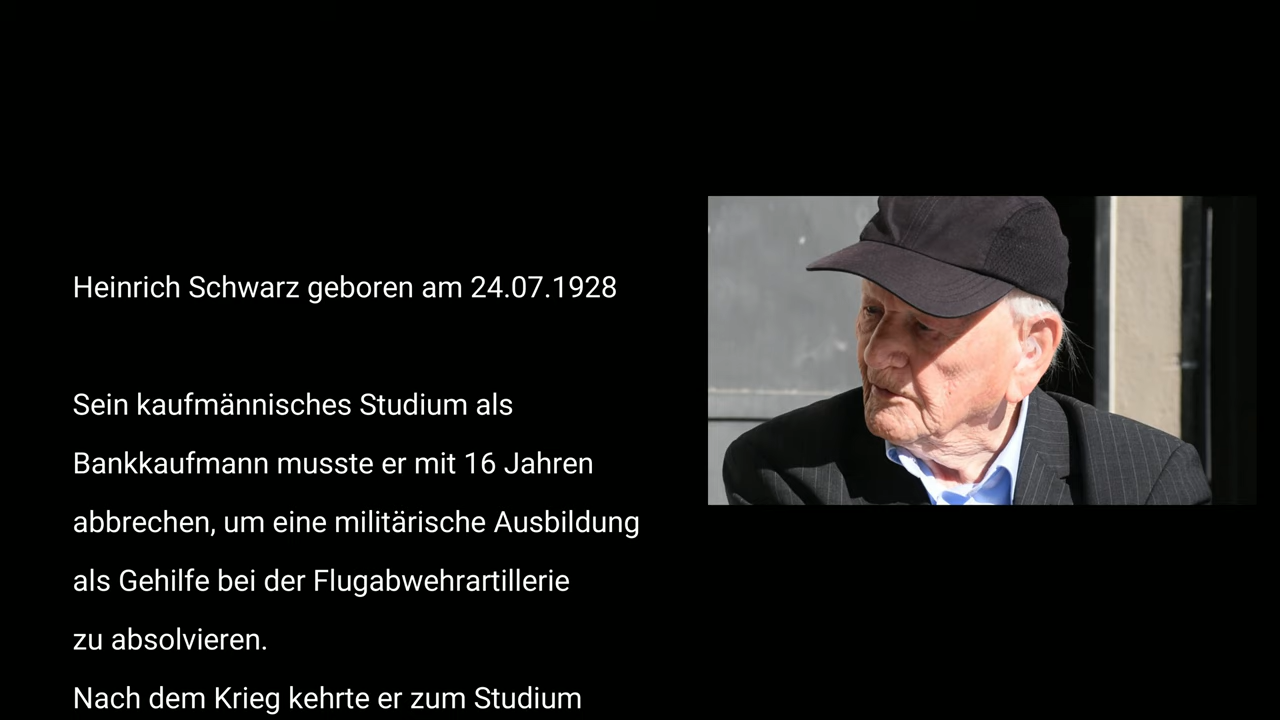 Heinrich Schwarz geboren am 24.07.1928
Sein kaufmännisches Studium als
Bankkaufmann musste er mit 16 Jahren
abbrechen, um eine militärische Ausbildung
als Gehilfe bei der Flugabwehrartillerie
zu absolvieren.
Nach dem Krieg kehrte er zum Studium